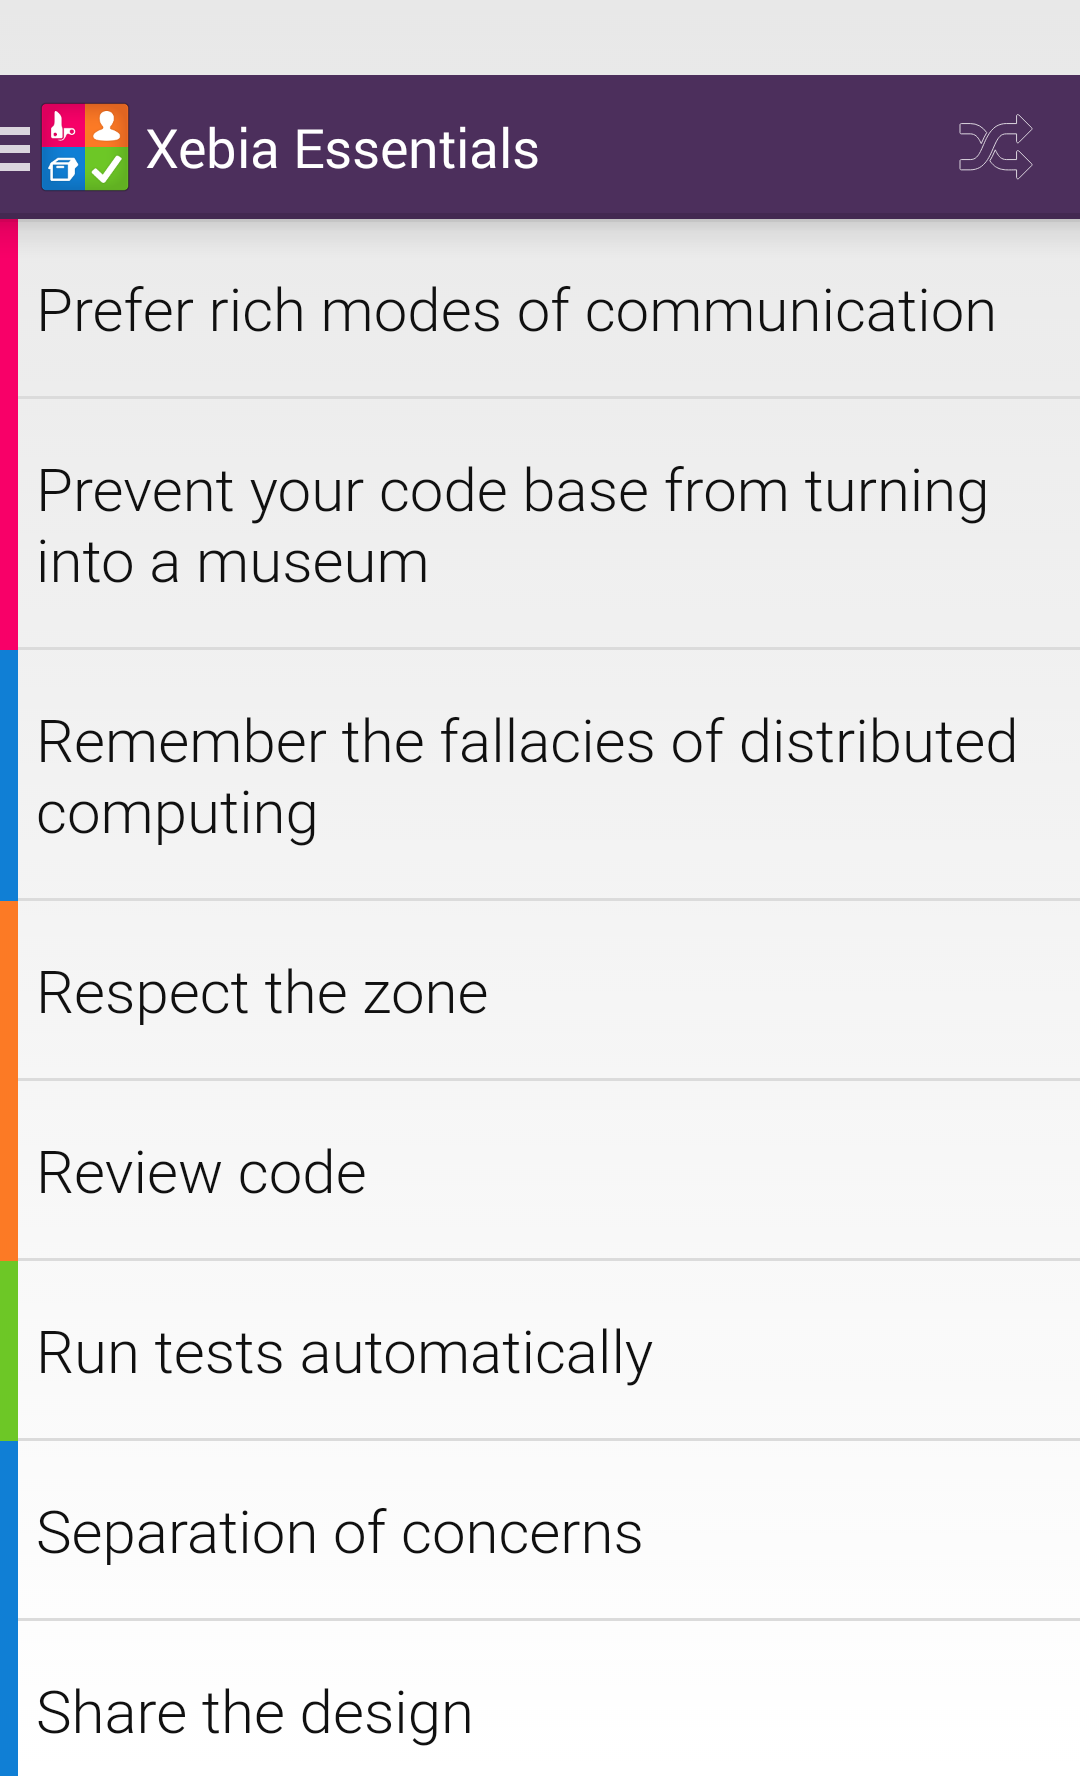 Xebia Essentials
Prefer rich modes of communication
Prevent your code base from turning
into a museum
Remember the fallacies of distributed
computing
Respect the zone
Review code
Run tests automatically
Separation of concerns
Share the design